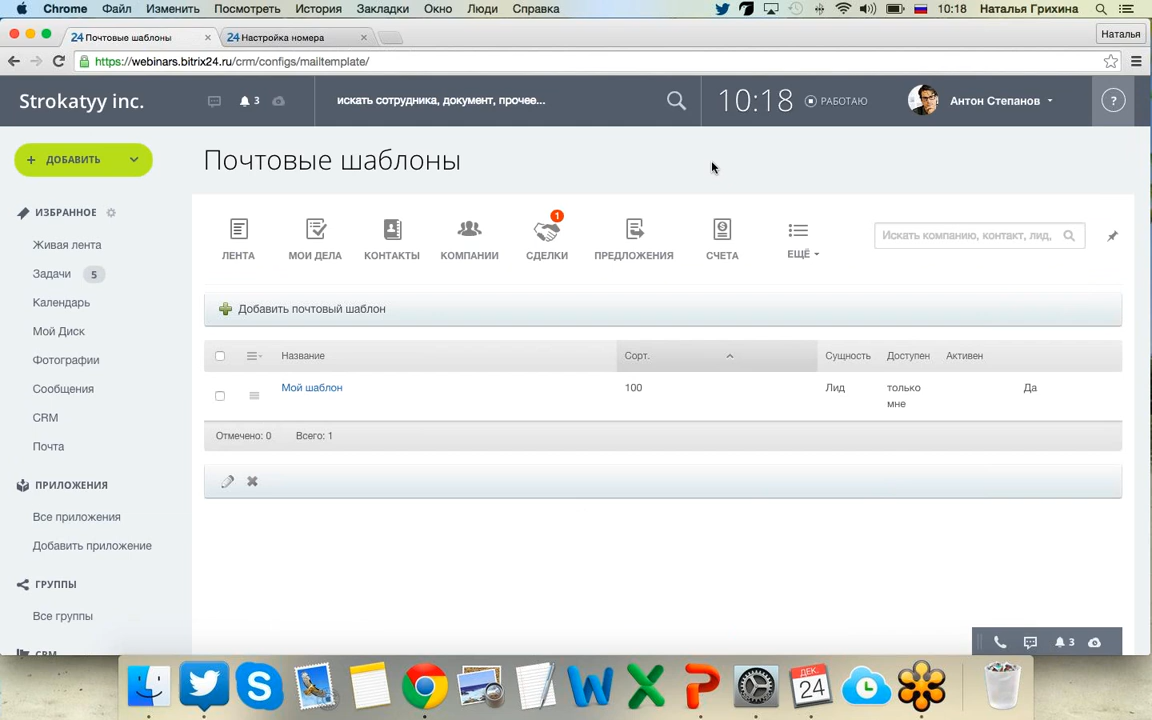 Chrome Файл Изменить Посмотреть История Закладки Окно Люди Справка 10:18 Наталья Грихина
24 Почтовые шаблоны × 24 Настройка номера × Наталья
https://webinars.bitrix24.ru/crm/configs/mailtemplate/
Strokatyy inc. 3 искать сотрудника, документ, прочее... 10:18 РАБОТАЮ Антон Степанов ?
+ ДОБАВИТЬ
Почтовые шаблоны
ИЗБРАННОЕ
Живая лента
Задачи 5
Календарь
Мой Диск
Фотографии
Сообщения
CRM
Почта
ПРИЛОЖЕНИЯ
Все приложения
Добавить приложение
ГРУППЫ
Все группы
CRM
1
ЛЕНТА МОИ ДЕЛА КОНТАКТЫ КОМПАНИИ СДЕЛКИ ПРЕДЛОЖЕНИЯ СЧЕТА ЕЩЁ
Искать компанию, контакт, лид,
Добавить почтовый шаблон
Название Сорт. Сущность Доступен Активен
Мой шаблон 100 Лид только мне Да
Отмечено: 0 Всего: 1
3
ДЕК
24